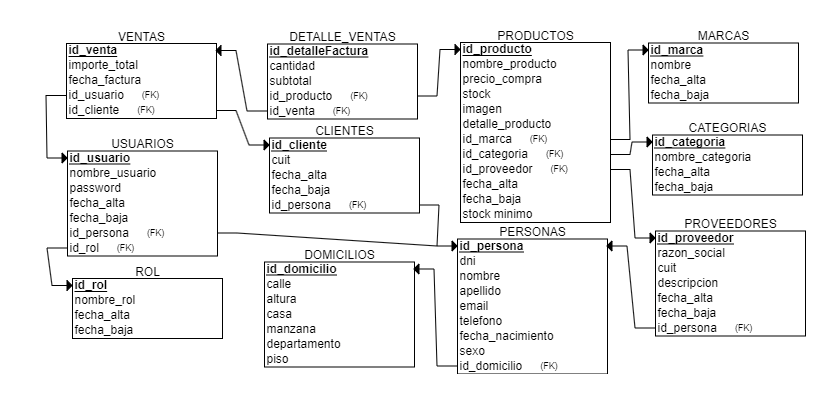 VENTAS
id_venta
importe_total
fecha_factura
id_usuario (FK)
id_cliente (FK)
DETALLE_VENTAS
id_detalleFactura
cantidad
subtotal
id_producto (FK)
id_venta (FK)
PRODUCTOS
id_producto
nombre_producto
precio_compra
stock
imagen
detalle_producto
id_marca (FK)
id_categoria (FK)
id_proveedor (FK)
fecha_alta
fecha_baja
stock minimo
MARCAS
id_marca
nombre
fecha_alta
fecha_baja
USUARIOS
id_usuario
nombre_usuario
password
fecha_alta
fecha_baja
id_persona (FK)
id_rol (FK)
CLIENTES
id_cliente
cuit
fecha_alta
fecha_baja
id_persona (FK)
CATEGORIAS
id_categoria
nombre_categoria
fecha_alta
fecha_baja
ROL
id_rol
nombre_rol
fecha_alta
fecha_baja
DOMICILIOS
id_domicilio
calle
altura
casa
manzana
departamento
piso
PERSONAS
id_persona
dni
nombre
apellido
email
telefono
fecha_nacimiento
sexo
id_domicilio (FK)
PROVEEDORES
id_proveedor
razon_social
cuit
descripcion
fecha_alta
fecha_baja
id_persona (FK)